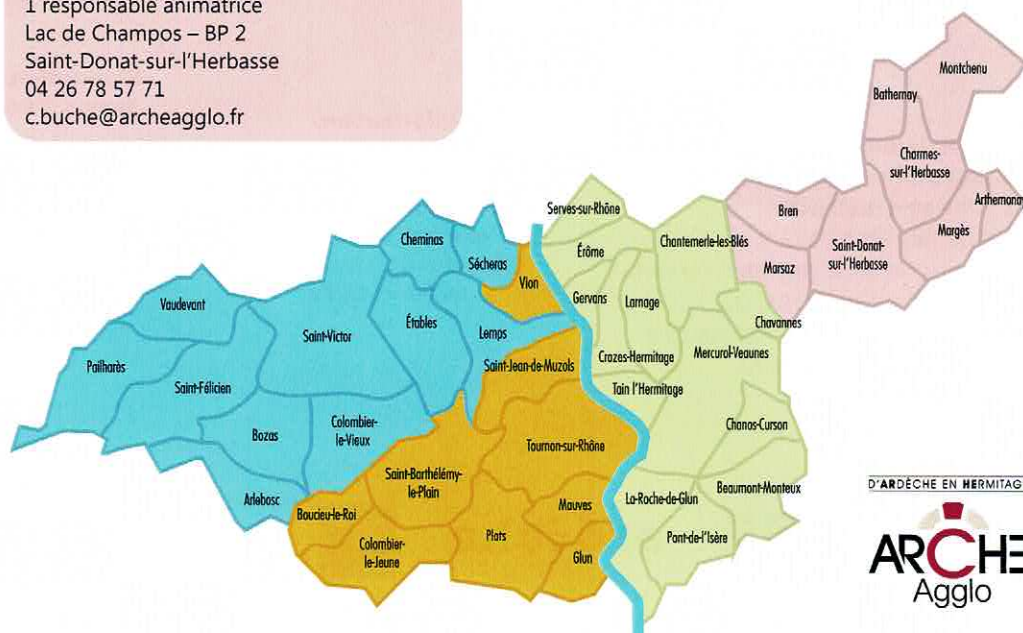 1 responsable animatrice
Lac de Champos – BP 2
Saint-Donat-sur-l'Herbasse
04 26 78 57 71
c.buche@archeagglo.fr
Montchenu
Bathernay
Charmes-
sur-l'Herbasse
Arthemonay
Margès
Bren
Saint-Donat-
sur-l'Herbasse
Marsaz
Serves-sur-Rhône
Chantemerle-les-Blés
Érôme
Gervans
Larnage
Chavannes
Crozes-Hermitage
Mercurol-Veaunes
Tain l'Hermitage
Chanos-Curson
Beaumont-Monteux
La-Roche-de-Glun
Pont-de-l'Isère
Cheminas
Sécheras
Vion
Vaudevant
Saint-Victor
Étables
Lemps
Pailharès
Saint-Félicien
Saint-Jean-de-Muzols
Bozas
Colombier-
le-Vieux
Tournon-sur-Rhône
Arlebosc
Saint-Barthélémy-
le-Plain
Boucieu-le-Roi
Mauves
Plats
Colombier-
le-Jeune
Glun
D'ARDÈCHE EN HERMITAG
ARCHE
Agglo